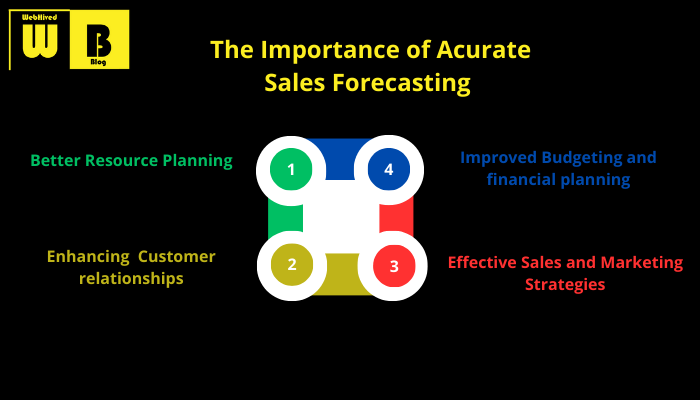 WebHived
W
B
Blog
The Importance of Acurate
Sales Forecasting
Better Resource Planning
1
4
Improved Budgeting and
financial planning
Enhancing Customer
relationships
2
3
Effective Sales and Marketing
Strategies